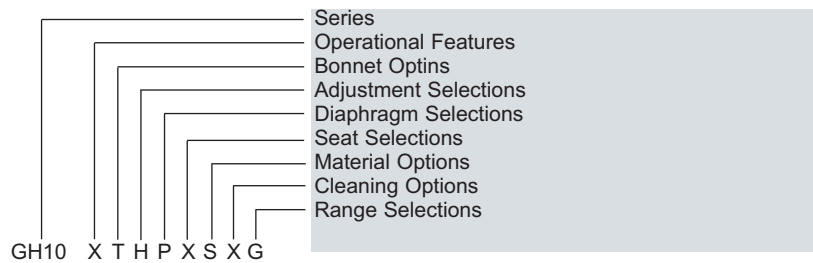 Series
Operational Features
Bonnet Optins
Adjustment Selections
Diaphragm Selections
Seat Selections
Material Options
Cleaning Options
Range Selections
GH10 X T H P X S X G